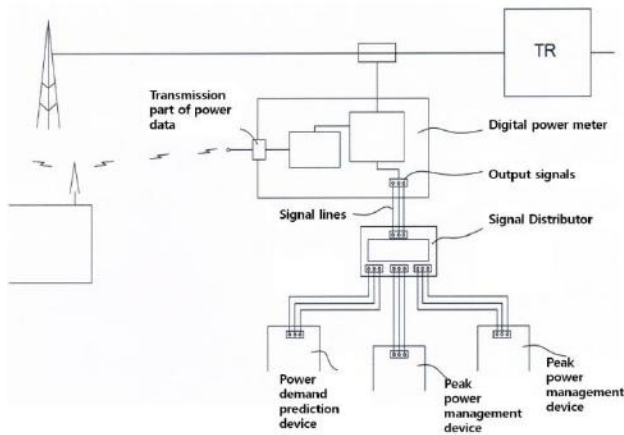 TR
Transmission
part of power
data
Digital power meter
Output signals
Signal lines
Signal Distributor
Power
demand
prediction
device
Peak
power
management
device
Peak
power
management
device